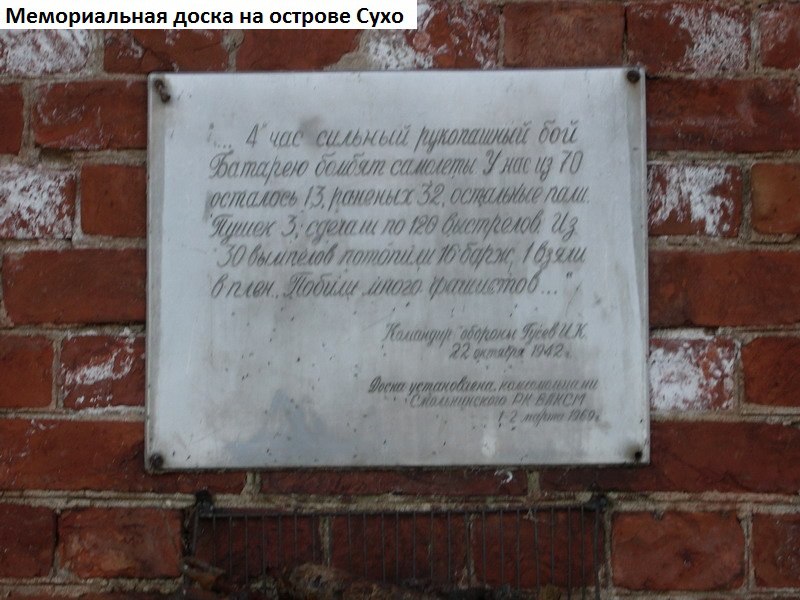 Мемориальная доска на острове Сухо
"... 4 час сильный рукопашный бой
Батарею бомбят самолеты У нас из 70
осталось 13, раненых 32, остальные пали.
Пушек 3, сделали по 120 выстрелов. Из
30 вымпелов потопили 16 барж, 1 взяли
в плен. Побили много фашистов..."
Командир обороны Гусев И.К.
22 октября 1942 г.
Доска установлена комсомольцами
Смольнинского РК ВЛКСМ
1-2 марта 1969г.